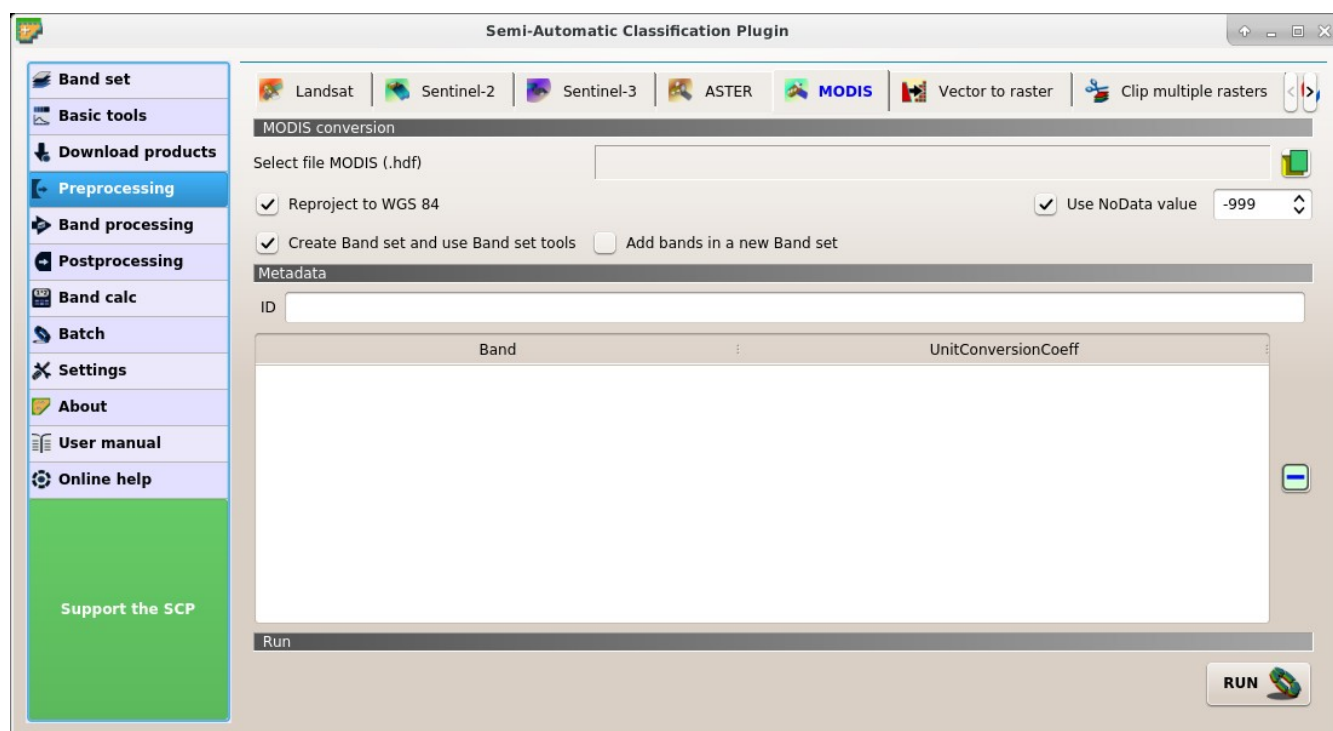 Semi-Automatic Classification Plugin
Band set
Basic tools
Download products
Preprocessing
Band processing
Postprocessing
Band calc
Batch
Settings
About
User manual
Online help
Support the SCP
Landsat Sentinel-2 Sentinel-3 ASTER MODIS Vector to raster Clip multiple rasters
MODIS conversion
Select file MODIS (.hdf)
Reproject to WGS 84 Use NoData value -999
Create Band set and use Band set tools Add bands in a new Band set
Metadata
ID
Band UnitConversionCoeff
Run
RUN